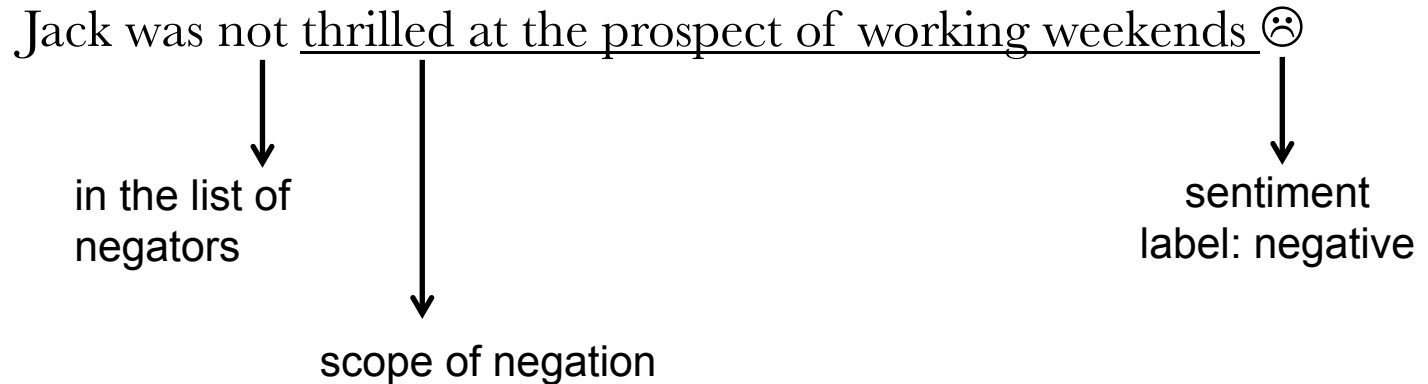 Jack was not thrilled at the prospect of working weekends ☹
in the list of
negators
sentiment
label: negative
scope of negation